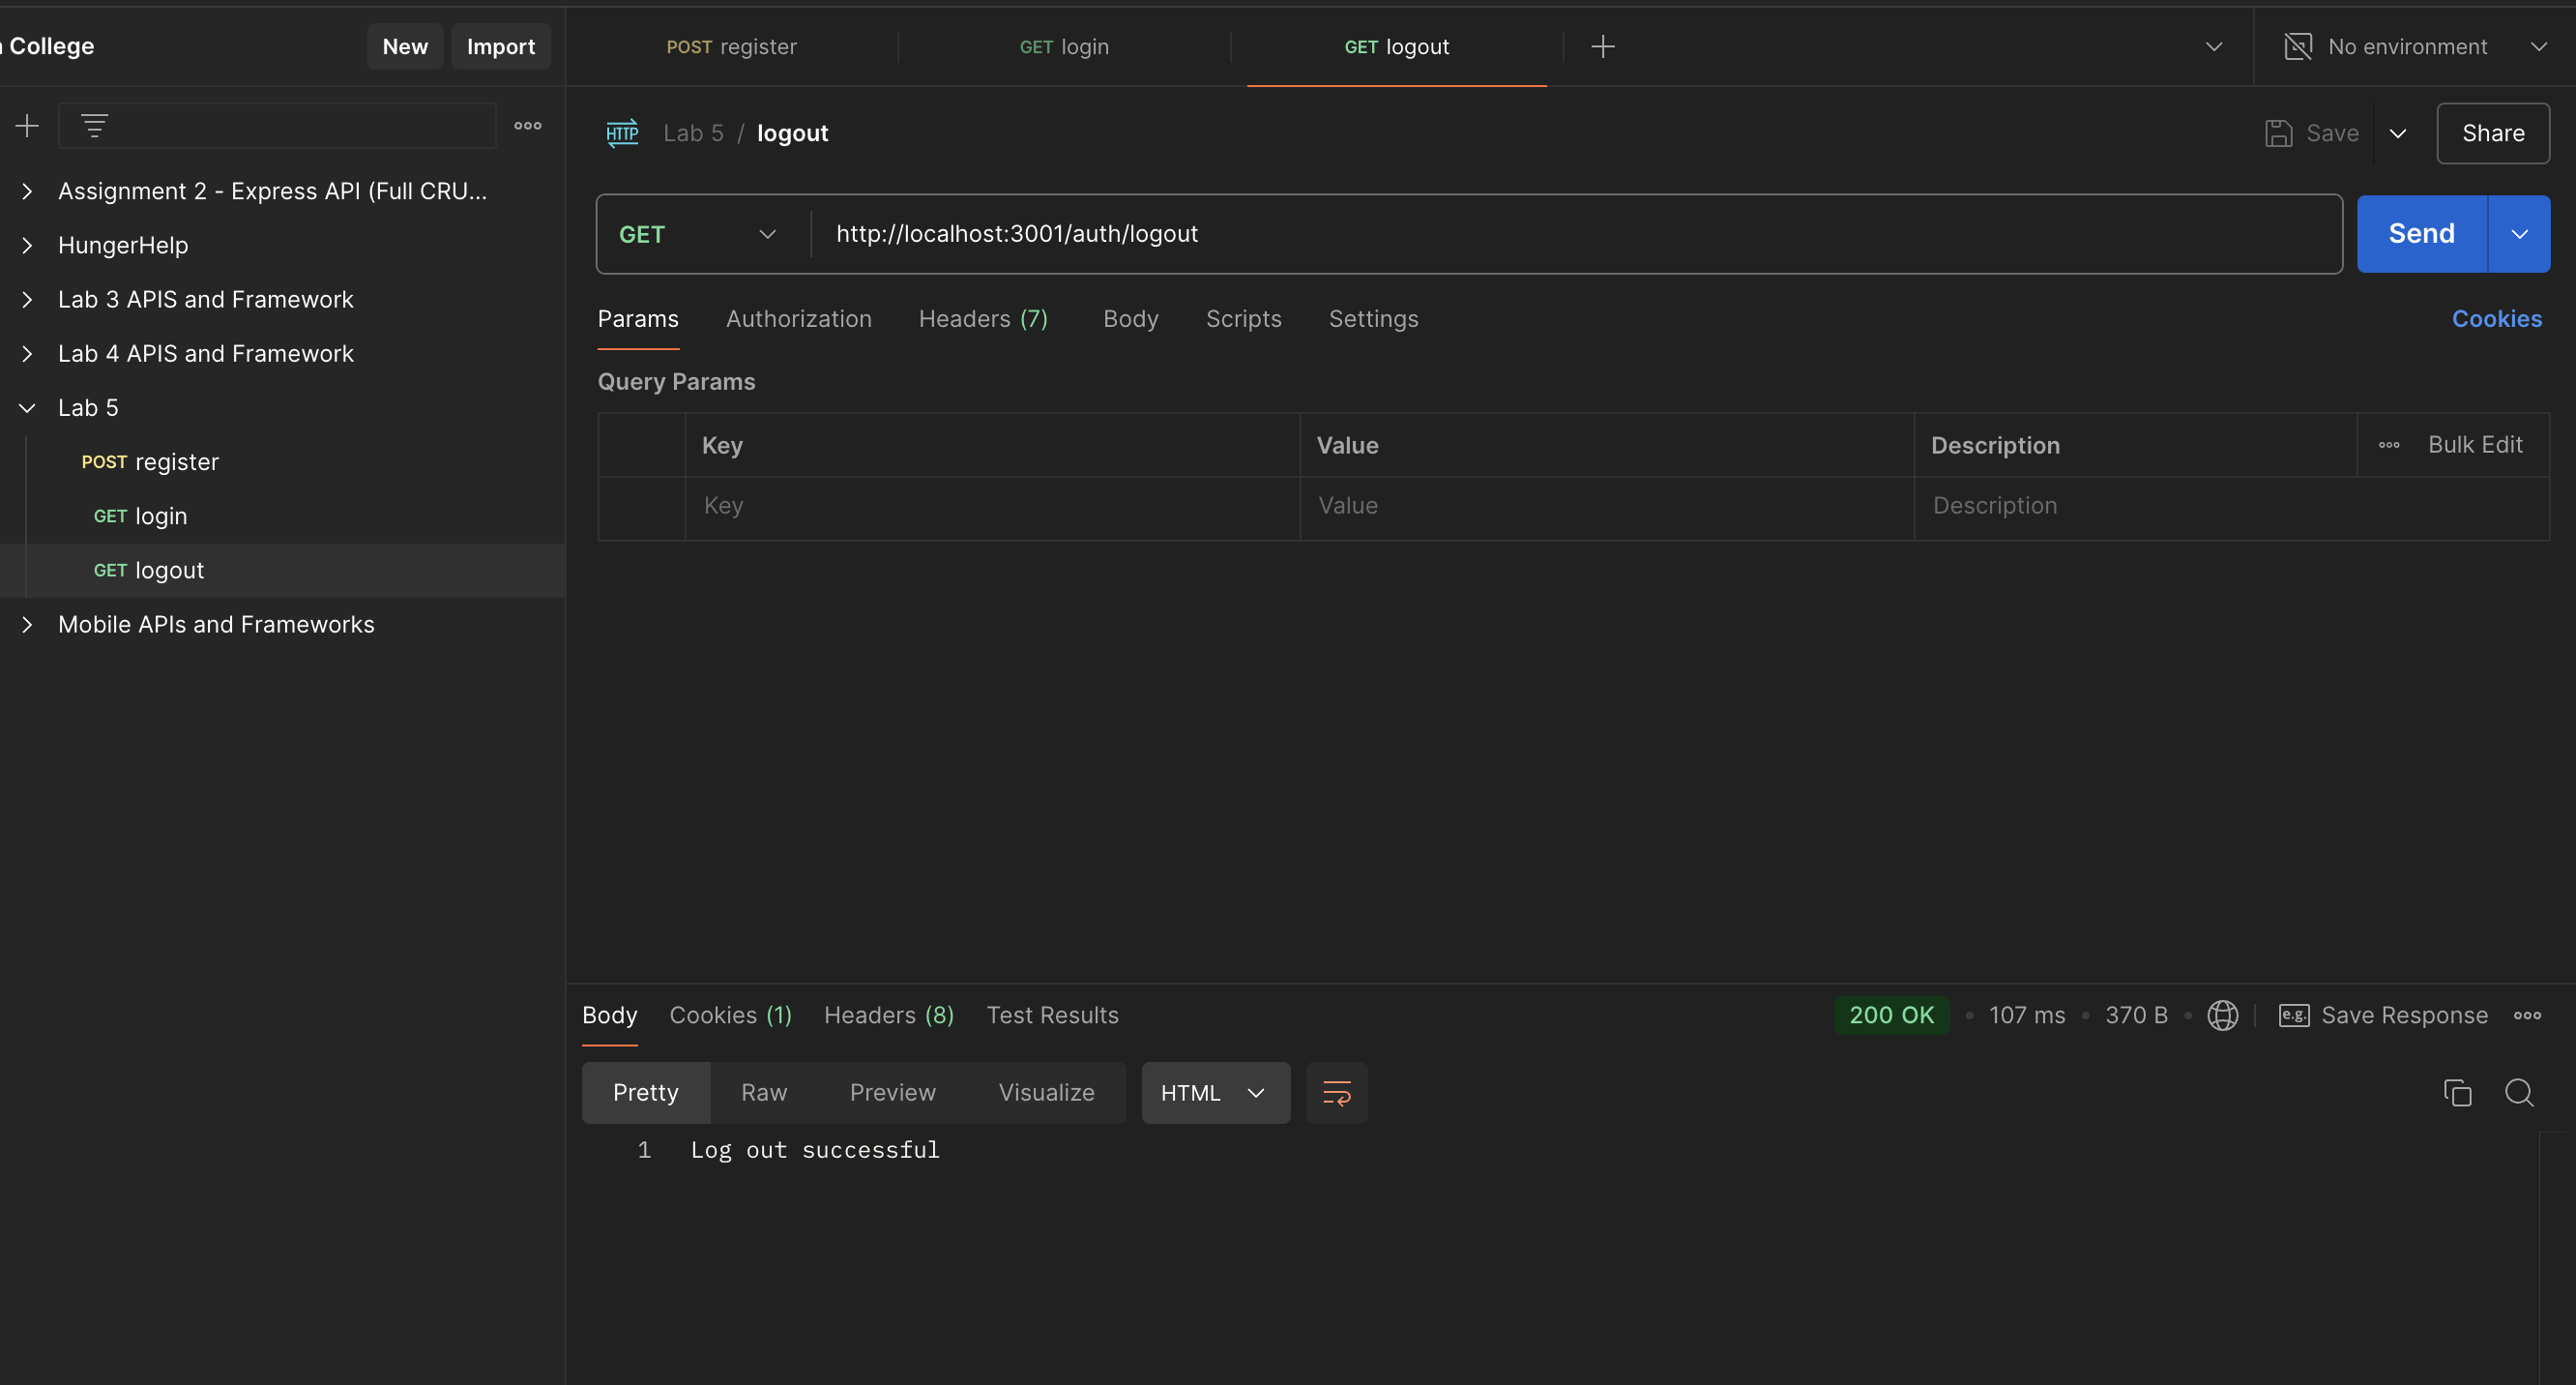 College
New
Import
POST register
GET login
GET logout
No environment
HTTP
Lab 5 / logout
Save
Share
Assignment 2 - Express API (Full CRU...
HungerHelp
Lab 3 APIS and Framework
Lab 4 APIS and Framework
Lab 5
POST register
GET login
GET logout
Mobile APIs and Frameworks
GET
http://localhost:3001/auth/logout
Send
Params
Authorization
Headers (7)
Body
Scripts
Settings
Cookies
Query Params
Key
Value
Description
Bulk Edit
Key
Value
Description
Body
Cookies (1)
Headers (8)
Test Results
200 OK • 107 ms • 370 B •
e.g. Save Response
Pretty
Raw
Preview
Visualize
HTML
1 Log out successful